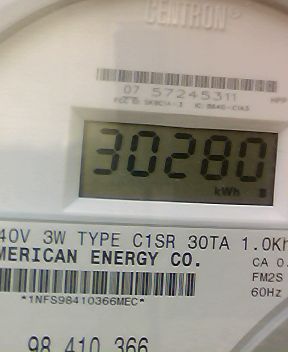 CENTRON®
07 57245311
30280
kWh
40V 3W TYPE C1SR 30TA 1.0Kh
MERICAN ENERGY CO.
CA 0.
FM2S
60Hz
*1NFS98410366MEC*
98 410 366